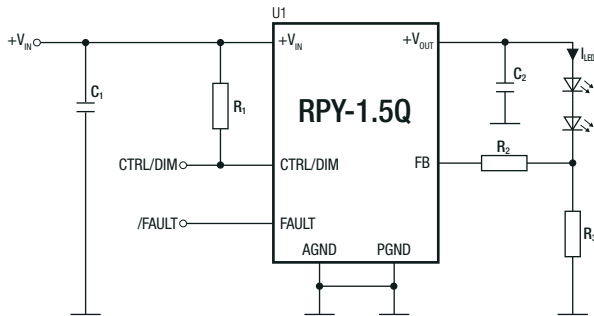 U1
+VIN
+VIN
+VOUT
ILED
C1
R1
C2
RPY-1.5Q
CTRL/DIM
CTRL/DIM
FB
R2
/FAULT
FAULT
R3
AGND
PGND